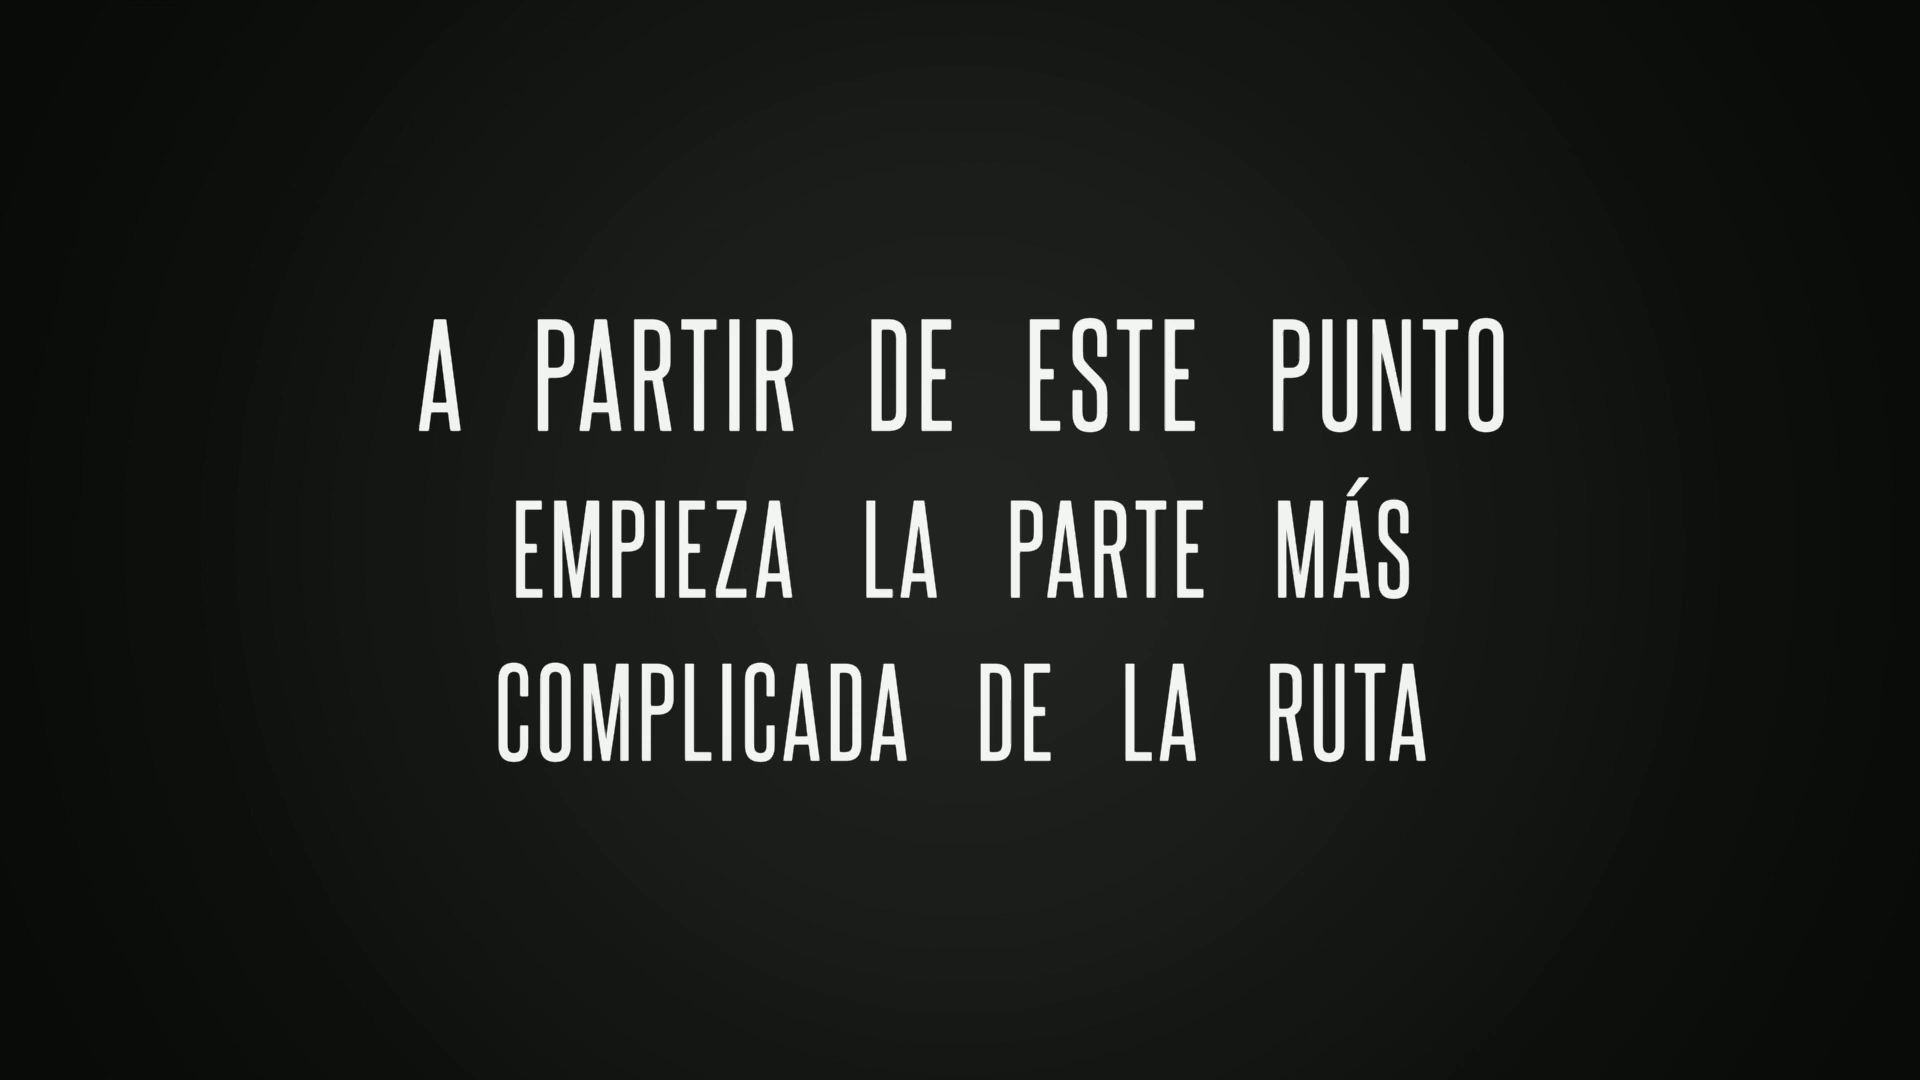 A PARTIR DE ESTE PUNTO
EMPIEZA LA PARTE MÁS
COMPLICADA DE LA RUTA